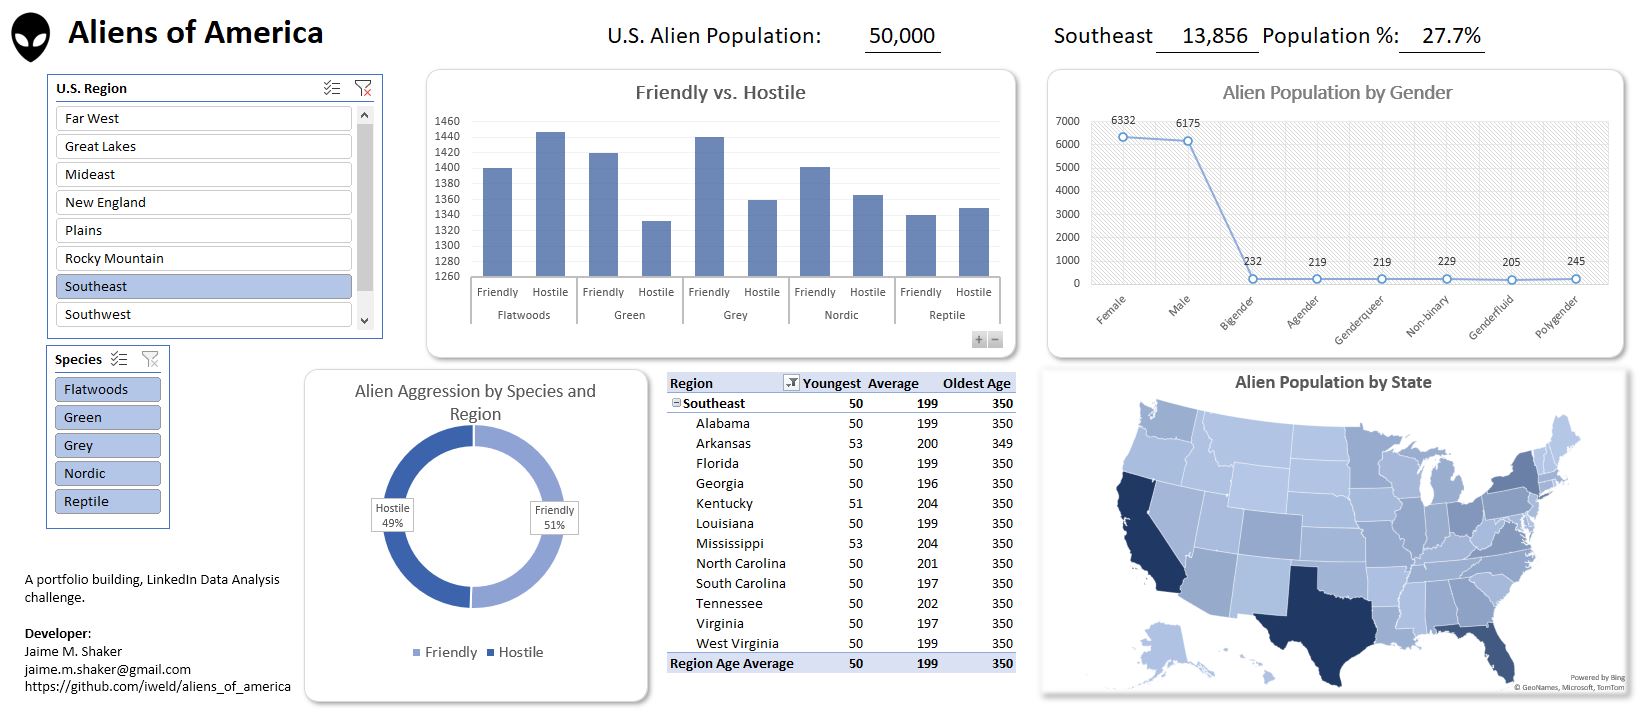 Aliens of America
U.S. Alien Population: 50,000
Southeast 13,856 Population %: 27.7%
U.S. Region
Far West
Great Lakes
Mideast
New England
Plains
Rocky Mountain
Southeast
Southwest
Species
Flatwoods
Green
Grey
Nordic
Reptile
A portfolio building, LinkedIn Data Analysis
challenge.
Developer:
Jaime M. Shaker
jaime.m.shaker@gmail.com
https://github.com/iweld/aliens_of_america
Friendly vs. Hostile
1460
1440
1420
1400
1380
1360
1340
1320
1300
1280
1260
Friendly Hostile Friendly Hostile Friendly Hostile Friendly Hostile Friendly Hostile
Flatwoods Green Grey Nordic Reptile
+ −
Alien Population by Gender
7000
6000
5000
4000
3000
2000
1000
0
6332 6175 232 219 219 229 205 245
Female Male Bigender Agender Genderqueer Non-binary Genderfluid Polygender
Alien Aggression by Species and
Region
Hostile
49%
Friendly
51%
Friendly Hostile
Region Youngest Average Oldest Age
Southeast 50 199 350
Alabama 50 199 350
Arkansas 53 200 349
Florida 50 199 350
Georgia 50 196 350
Kentucky 51 204 350
Louisiana 50 199 350
Mississippi 53 204 350
North Carolina 50 201 350
South Carolina 50 197 350
Tennessee 50 202 350
Virginia 50 197 350
West Virginia 50 199 350
Region Age Average 50 199 350
Alien Population by State
Powered by Bing
© GeoNames, Microsoft, TomTom